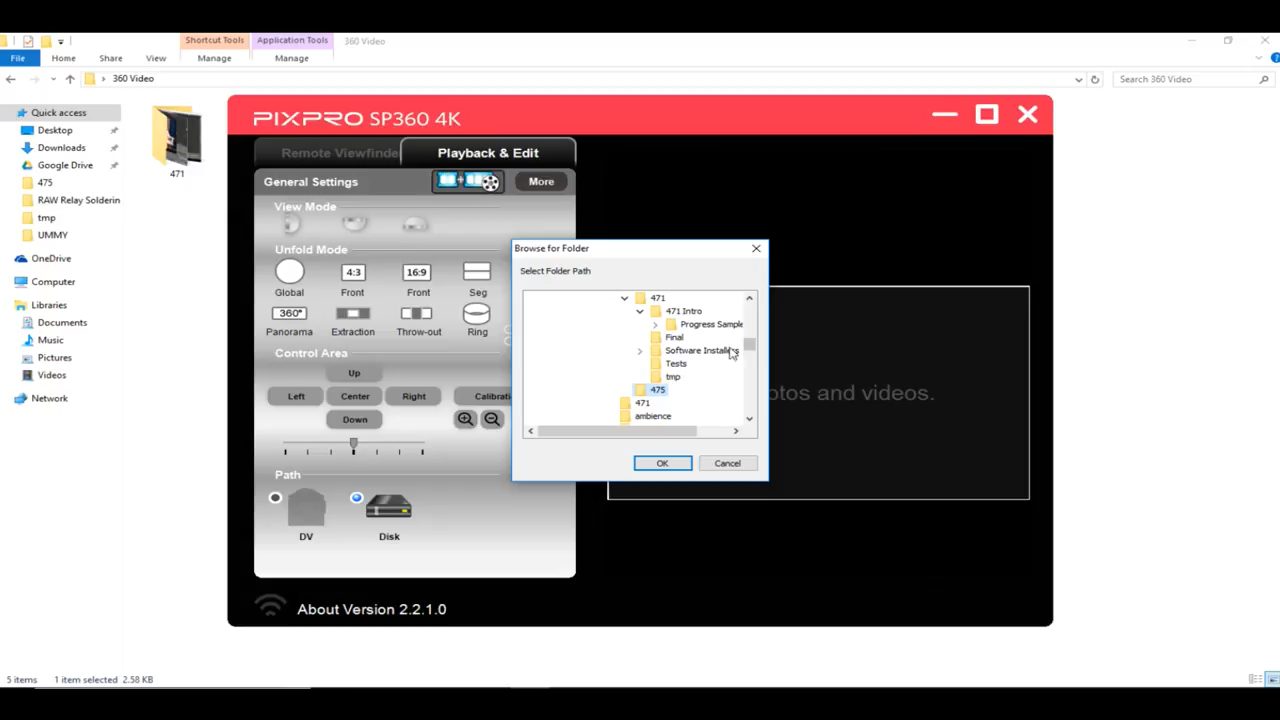 Shortcut Tools Application Tools 360 Video
File Home Share View Manage Manage
360 Video Search 360 Video
Quick access
Desktop
Downloads
Google Drive
475
RAW Relay Solderin
tmp
UMMY
OneDrive
Computer
Libraries
Documents
Music
Pictures
Videos
Network
471
PIXPRO SP360 4K
Remote Viewfinde
Playback & Edit
General Settings
More
View Mode
Unfold Mode
4:3 16:9
Global Front Front Seg
360°
Panorama Extraction Throw-out Ring
Control Area
Up
Left Center Right Calibrati
Down
Path
DV Disk
About Version 2.2.1.0
Browse for Folder
Select Folder Path
471
471 Intro
Progress Sample
Final
Software Installers
Tests
tmp
475
471
ambience
OK Cancel
otos and videos.
5 items 1 item selected 2.58 KB